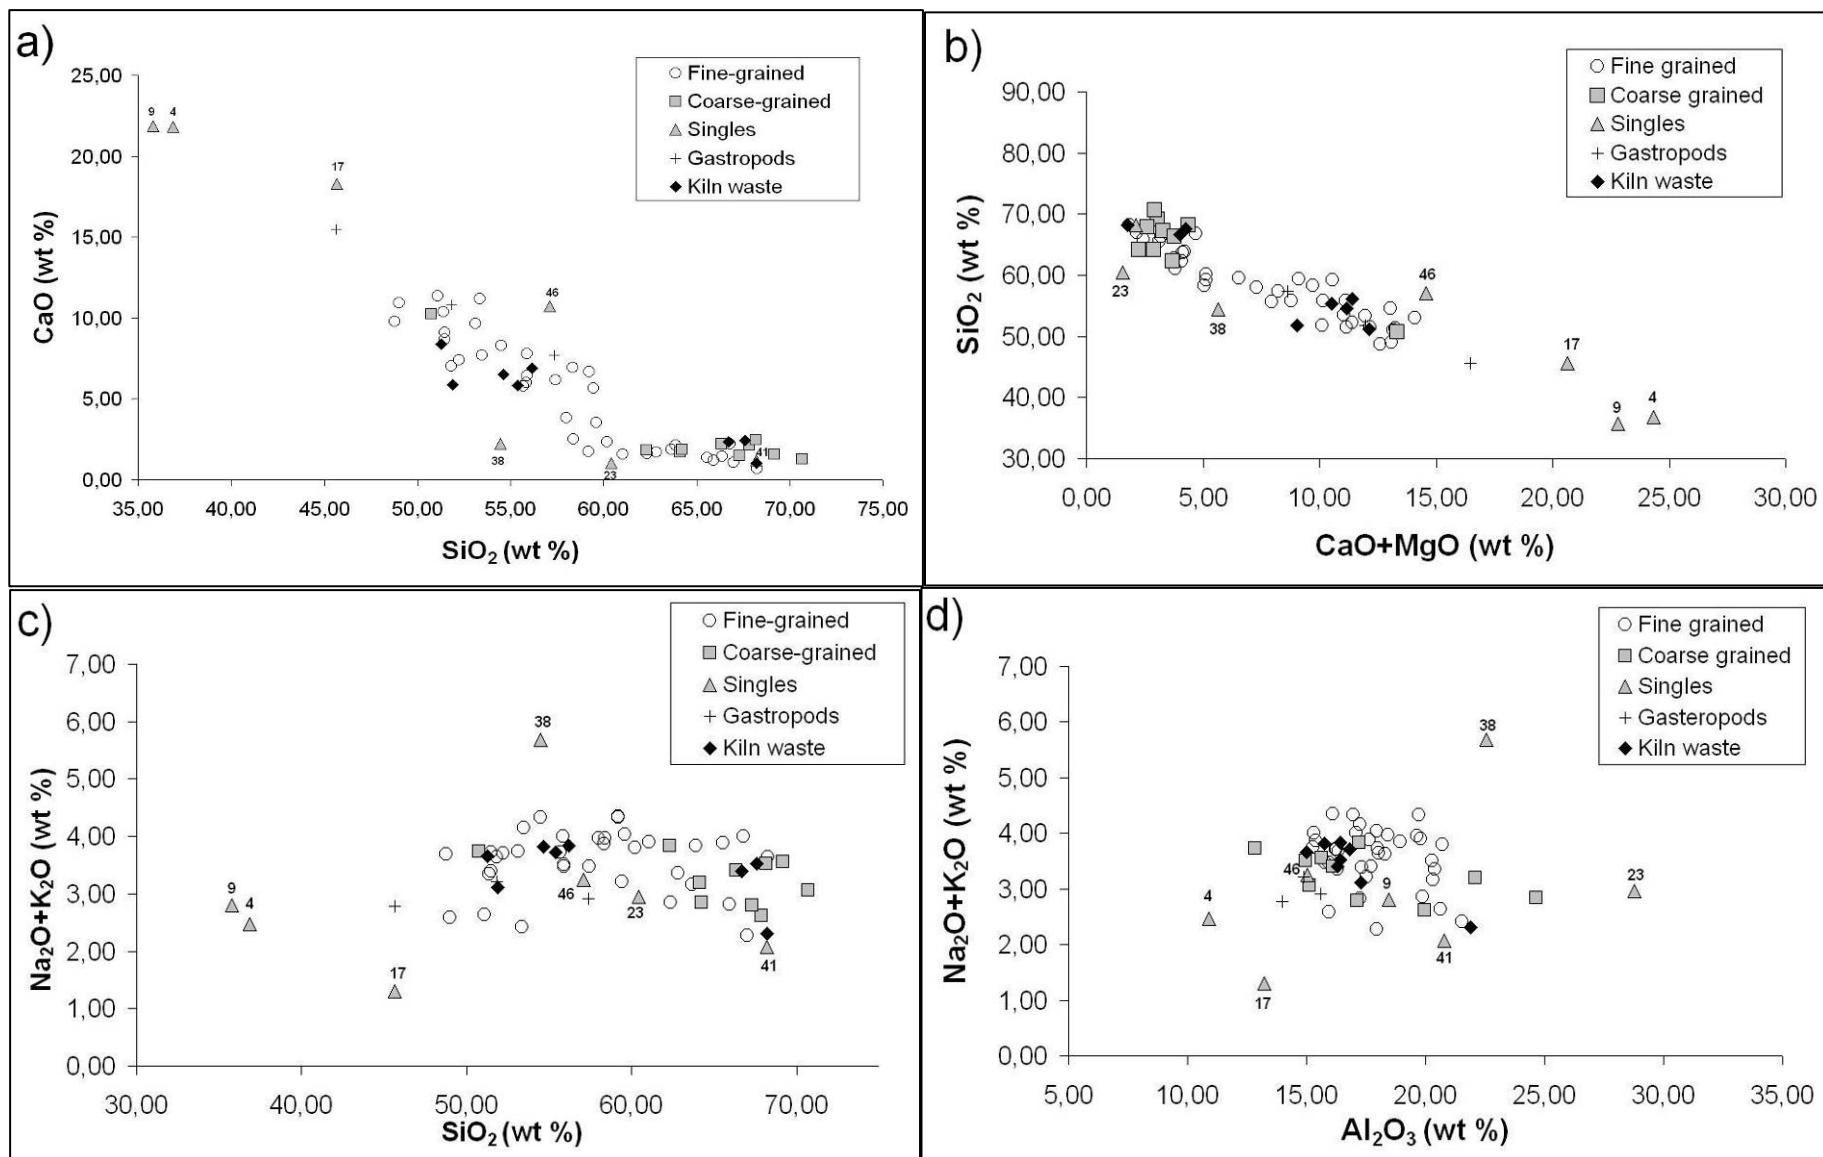 a)
Fine-grained
Coarse-grained
Singles
Gastropods
Kiln waste
25,00
20,00
15,00
10,00
5,00
0,00
CaO (wt %)
9 4
17
46
38
23
41
35,00 40,00 45,00 50,00 55,00 60,00 65,00 70,00 75,00
SiO₂ (wt %)
b)
Fine grained
Coarse grained
Singles
Gastropods
Kiln waste
90,00
80,00
70,00
60,00
50,00
40,00
30,00
SiO₂ (wt %)
23
38
46
17
9
4
0,00 5,00 10,00 15,00 20,00 25,00 30,00
CaO+MgO (wt %)
c)
Fine-grained
Coarse-grained
Singles
Gastropods
Kiln waste
7,00
6,00
5,00
4,00
3,00
2,00
1,00
0,00
Na₂O+K₂O (wt %)
38
9
4
46
23
17
41
30,00 40,00 50,00 60,00 70,00
SiO₂ (wt %)
d)
Fine grained
Coarse grained
Singles
Gasteropods
Kiln waste
7,00
6,00
5,00
4,00
3,00
2,00
1,00
0,00
Na₂O+K₂O (wt %)
38
46
9
23
4
41
17
5,00 10,00 15,00 20,00 25,00 30,00 35,00
Al₂O₃ (wt %)